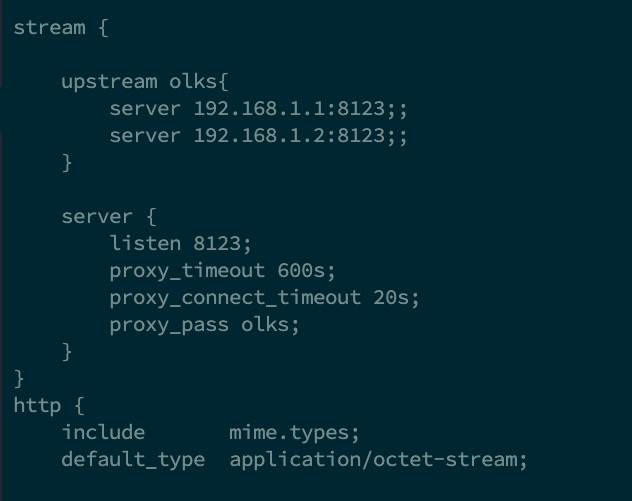 stream {
upstream olks{
server 192.168.1.1:8123;;
server 192.168.1.2:8123;;
}
server {
listen 8123;
proxy_timeout 600s;
proxy_connect_timeout 20s;
proxy_pass olks;
}
}
http {
include       mime.types;
default_type  application/octet-stream;